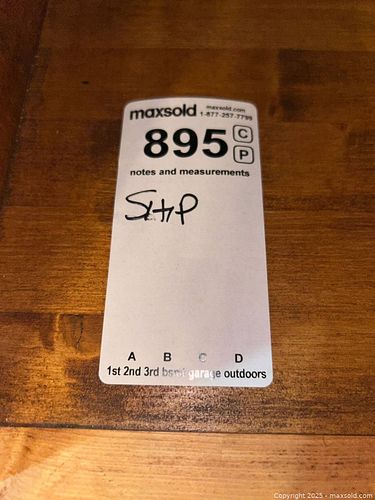 maxsold maxsold.com
1-877-257-7799
895 C
P
notes and measurements
A B C D
1st 2nd 3rd bsmt garage outdoors
Copyright 2025 - maxsold.com